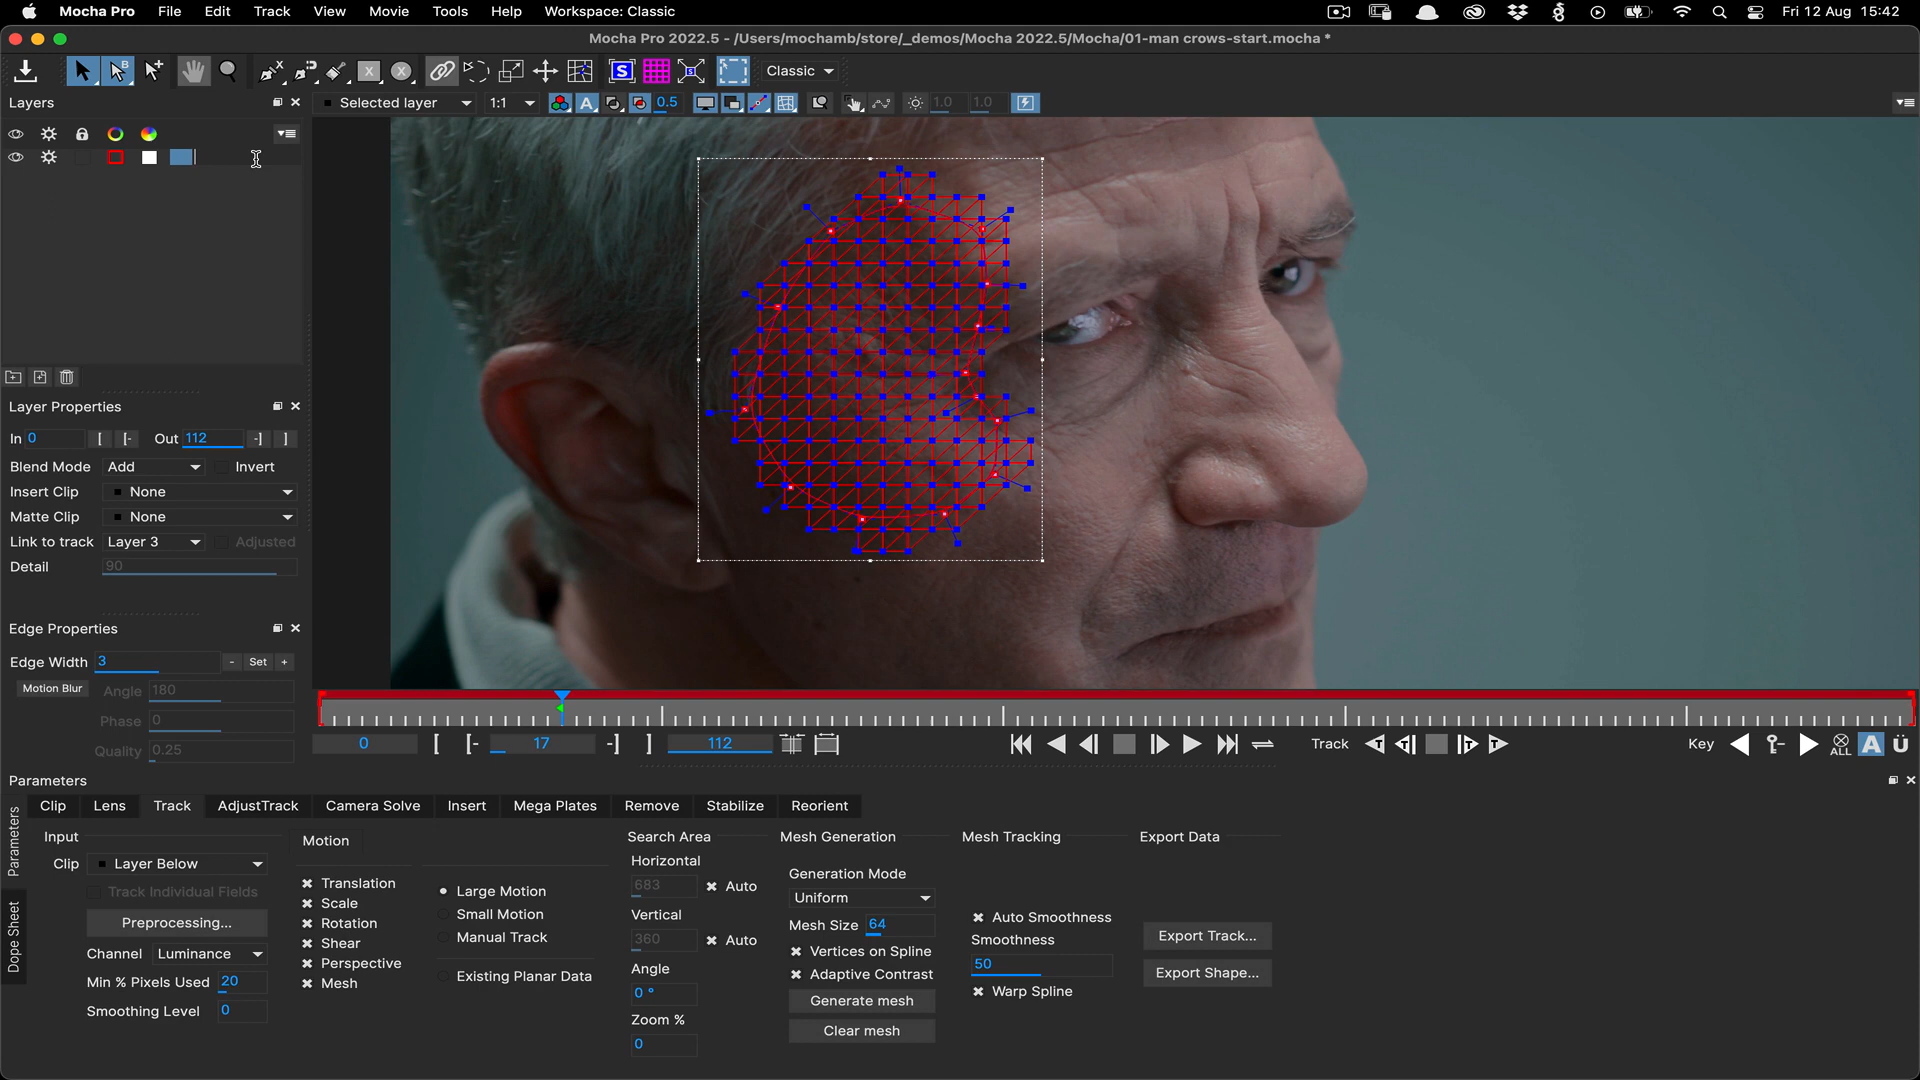 Mocha Pro File Edit Track View Movie Tools Help Workspace: Classic Fri 12 Aug 15:42
Mocha Pro 2022.5 - /Users/mochamb/store/_demos/Mocha 2022.5/Mocha/01-man crows-start.mocha *
Classic
Layers
Selected layer 1:1 A 0.5 1.0 1.0
Layer Properties
In 0 [ [- Out 112 -] ]
Blend Mode Add Invert
Insert Clip None
Matte Clip None
Link to track Layer 3 Adjusted
Detail 90
Edge Properties
Edge Width 3 - Set +
Motion Blur Angle 180
Phase 0
Quality 0.25
0 [ [- 17 -] ] 112 Track T T T T Key ALL A Ü
Parameters
Clip Lens Track AdjustTrack Camera Solve Insert Mega Plates Remove Stabilize Reorient
Parameters
Dope Sheet
Input
Clip Layer Below
Track Individual Fields
Preprocessing...
Channel Luminance
Min % Pixels Used 20
Smoothing Level 0
Motion
Translation
Scale
Rotation
Shear
Perspective
Mesh
Large Motion
Small Motion
Manual Track
Existing Planar Data
Search Area
Horizontal
683 Auto
Vertical
360 Auto
Angle
0 °
Zoom %
0
Mesh Generation
Generation Mode
Uniform
Mesh Size 64
Vertices on Spline
Adaptive Contrast
Generate mesh
Clear mesh
Mesh Tracking
Auto Smoothness
Smoothness
50
Warp Spline
Export Data
Export Track...
Export Shape...